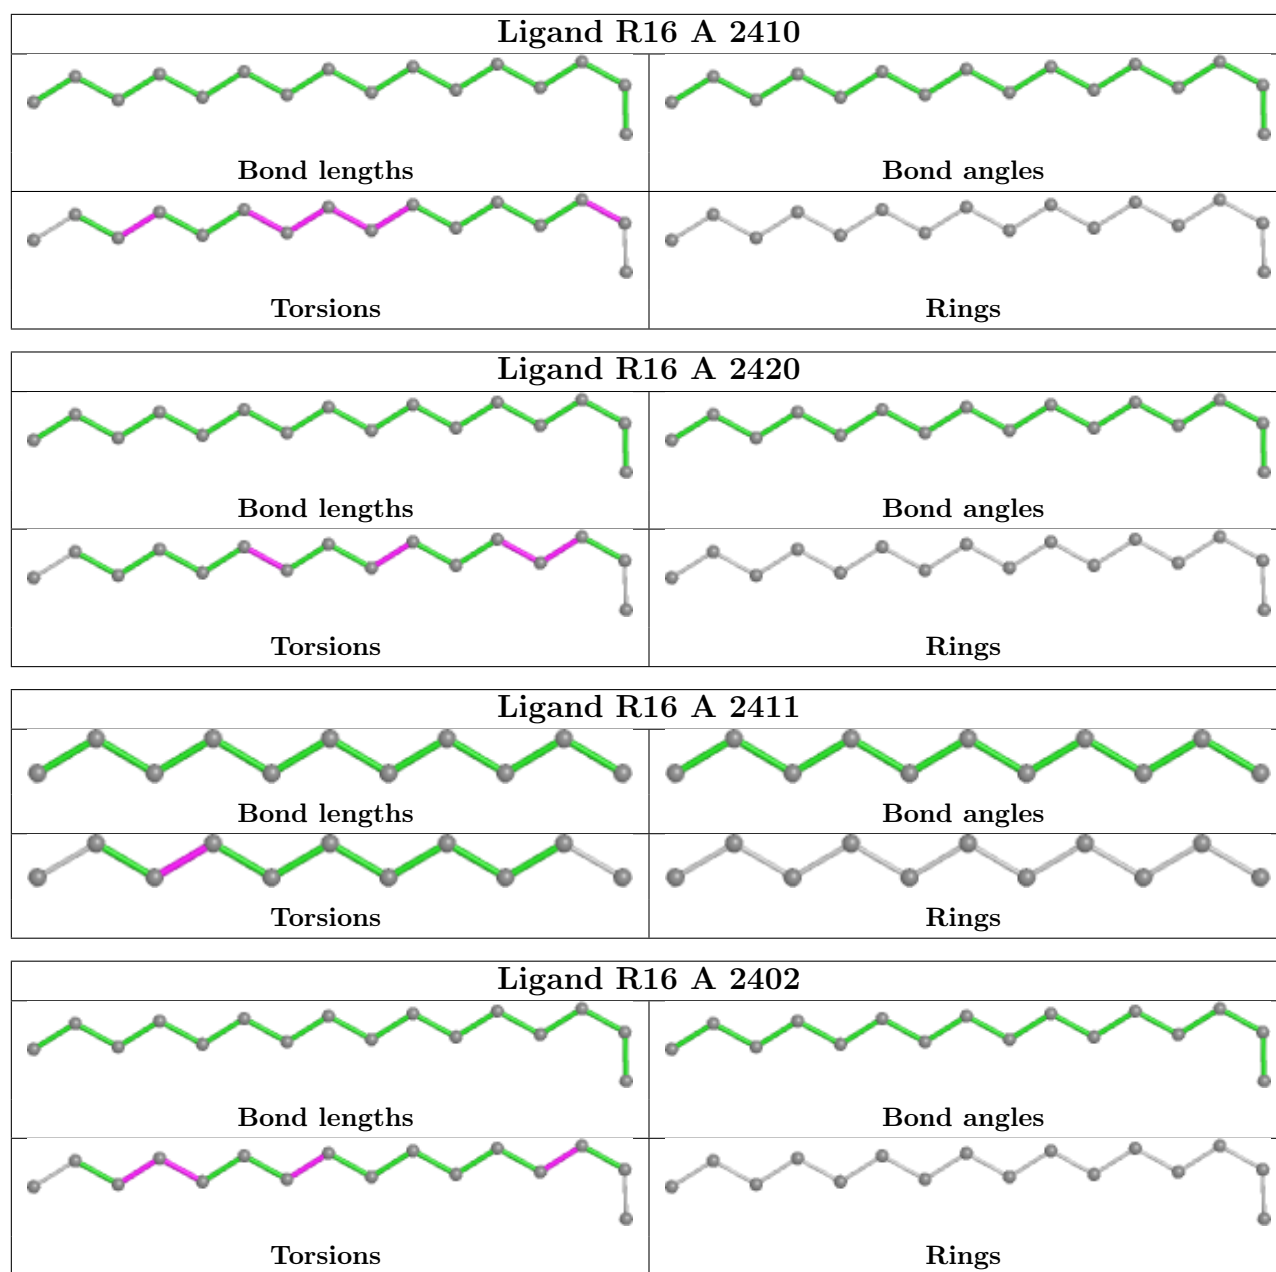 Ligand R16 A 2410
Bond lengths
Bond angles
Torsions
Rings
Ligand R16 A 2420
Bond lengths
Bond angles
Torsions
Rings
Ligand R16 A 2411
Bond lengths
Bond angles
Torsions
Rings
Ligand R16 A 2402
Bond lengths
Bond angles
Torsions
Rings